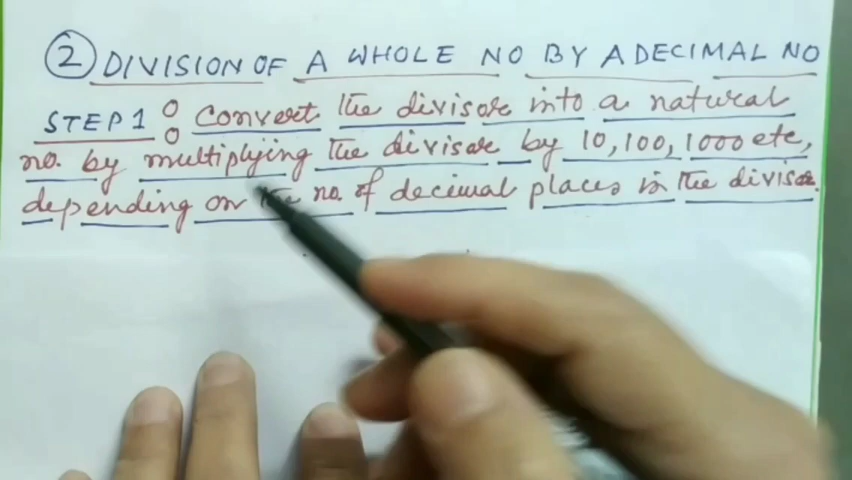 ② DIVISION OF A WHOLE NO BY A DECIMAL NO
STEP 1 : Convert the divisor into a natural
no. by multiplying the divisor by 10, 100, 1000 etc,
depending on the no. of decimal places in the divisor.